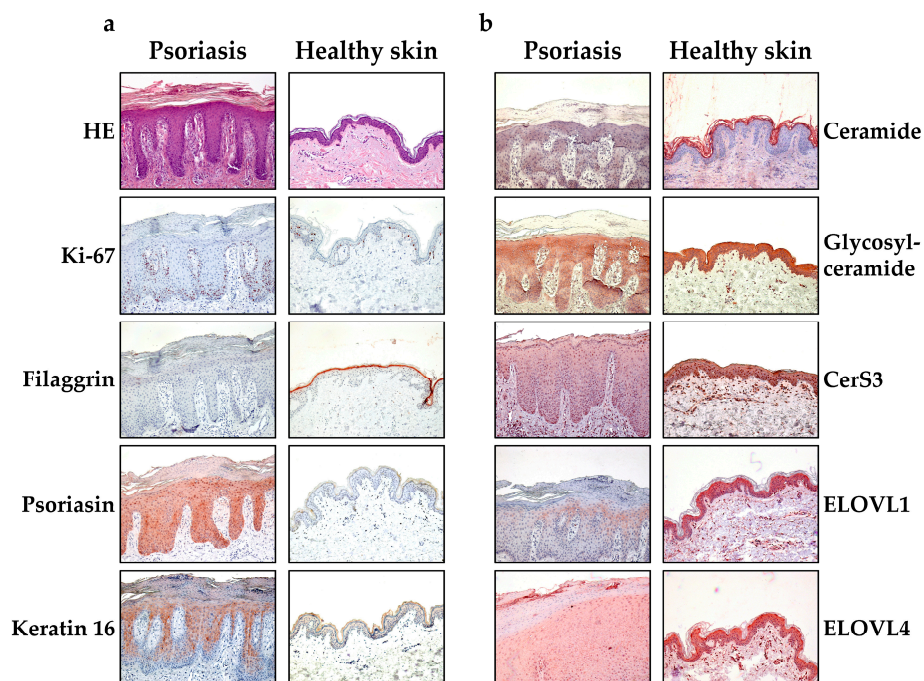 a
b
Psoriasis
Healthy skin
Psoriasis
Healthy skin
HE
Ceramide
Ki-67
Glycosyl-
ceramide
Filaggrin
CerS3
Psoriasin
ELOVL1
Keratin 16
ELOVL4